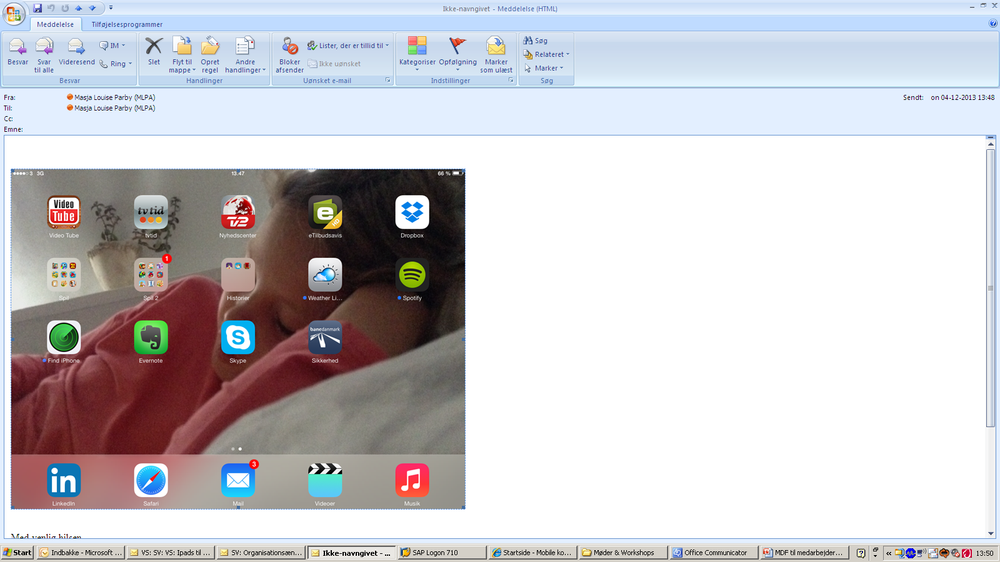 Ikke-navngivet - Meddelelse (HTML)
Meddelelse Tilføjelsesprogrammer
Besvar Svar til alle Videresend IM Ring
Besvar
Slet Flyt til mappe Opret regel Andre handlinger
Handlinger
Bloker afsender Lister, der er tillid til Ikke uønsket
Uønsket e-mail
Kategoriser Opfølgning Marker som ulæst
Indstillinger
Søg Relateret Marker
Søg
Fra: Masja Louise Parby (MLPA) Sendt: on 04-12-2013 13:48
Til: Masja Louise Parby (MLPA)
Cc:
Emne:
3 3G 13.47 66 %
Video Tube tv tid TV2 e HD
Video Tube tvtid Nyhedscenter eTilbudsavis Dropbox
1
Spil Spil 2 Historier Weather Li... Spotify
S banedanmark
Find iPhone Evernote Skype Sikkerhed
in 3
LinkedIn Safari Mail Videoer Musik
Med venlig hilsen
Start Indbakke - Microsoft ... VS: SV: VS: Ipads til ... SV: Organisationsæn... Ikke-navngivet - ... SAP Logon 710 Startside - Mobile ko... Møder & Workshops Office Communicator MDF til medarbejder... 13:50